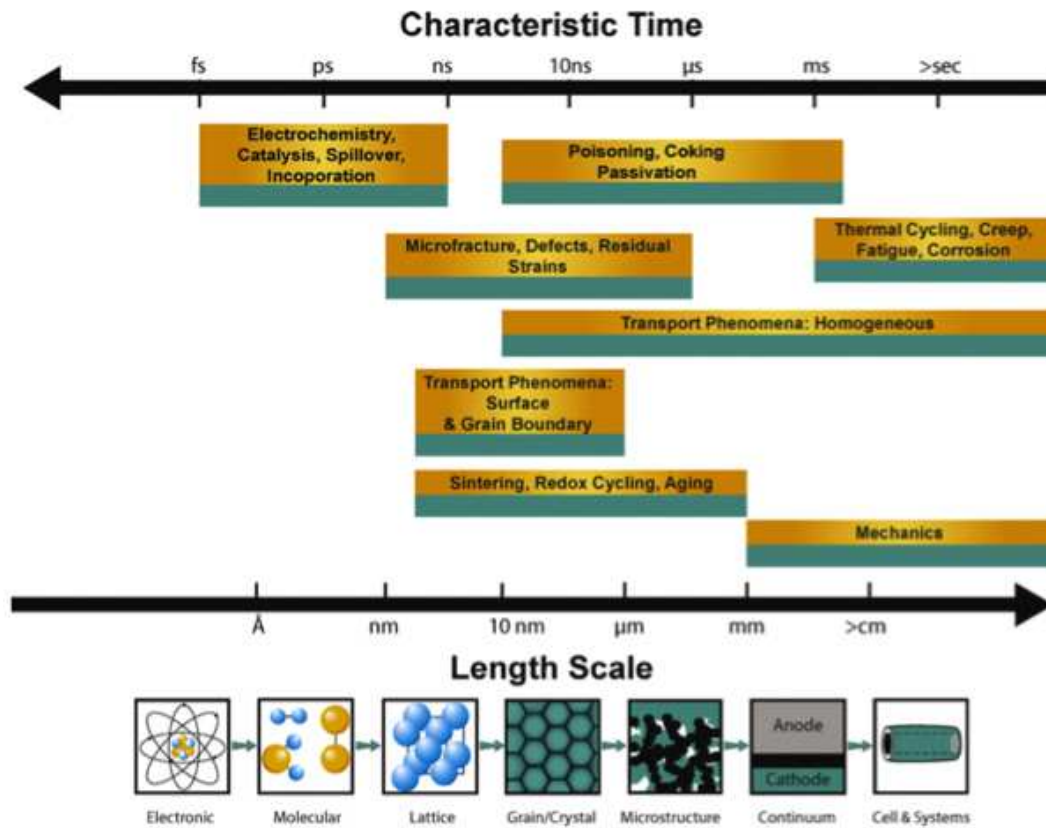 Characteristic Time
fs ps ns 10ns µs ms >sec
Electrochemistry,
Catalysis, Spillover,
Incoporation
Poisoning, Coking
Passivation
Thermal Cycling, Creep,
Fatigue, Corrosion
Microfracture, Defects, Residual
Strains
Transport Phenomena: Homogeneous
Transport Phenomena:
Surface
& Grain Boundary
Sintering, Redox Cycling, Aging
Mechanics
Å nm 10 nm µm mm >cm
Length Scale
Anode
Cathode
Electronic Molecular Lattice Grain/Crystal Microstructure Continuum Cell & Systems